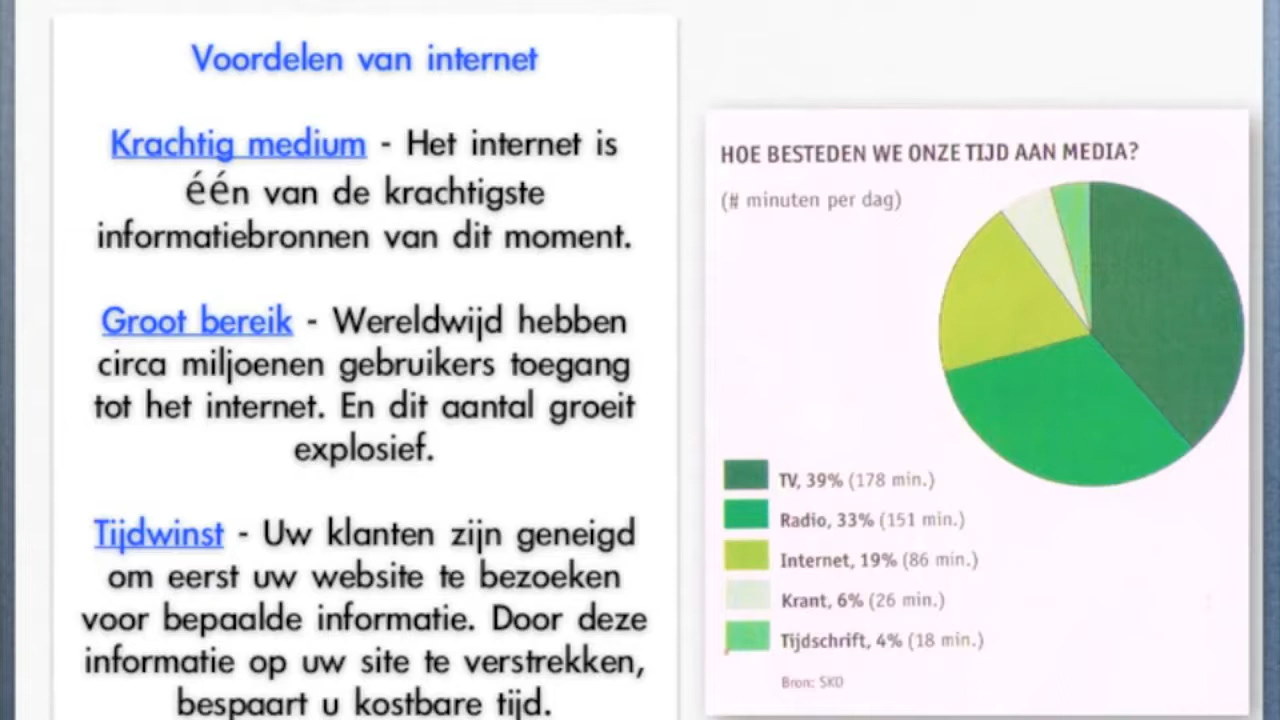 Voordelen van internet
Krachtig medium - Het internet is
één van de krachtigste
informatiebronnen van dit moment.
Groot bereik - Wereldwijd hebben
circa miljoenen gebruikers toegang
tot het internet. En dit aantal groeit
explosief.
Tijdwinst - Uw klanten zijn geneigd
om eerst uw website te bezoeken
voor bepaalde informatie. Door deze
informatie op uw site te verstrekken,
bespaart u kostbare tijd.
HOE BESTEDEN WE ONZE TIJD AAN MEDIA?
(# minuten per dag)
TV, 39% (178 min.)
Radio, 33% (151 min.)
Internet, 19% (86 min.)
Krant, 6% (26 min.)
Tijdschrift, 4% (18 min.)
Bron: SKO